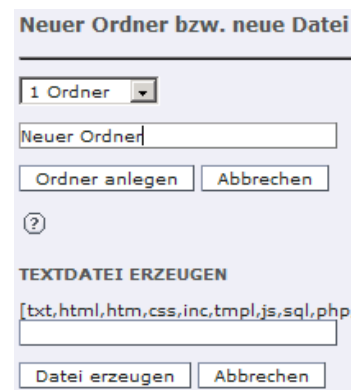 Neuer Ordner bzw. neue Datei
1 Ordner
Neuer Ordner
Ordner anlegen Abbrechen
?
TEXTDATEI ERZEUGEN
[txt,html,htm,css,inc,tmpl,js,sql,php
Datei erzeugen Abbrechen